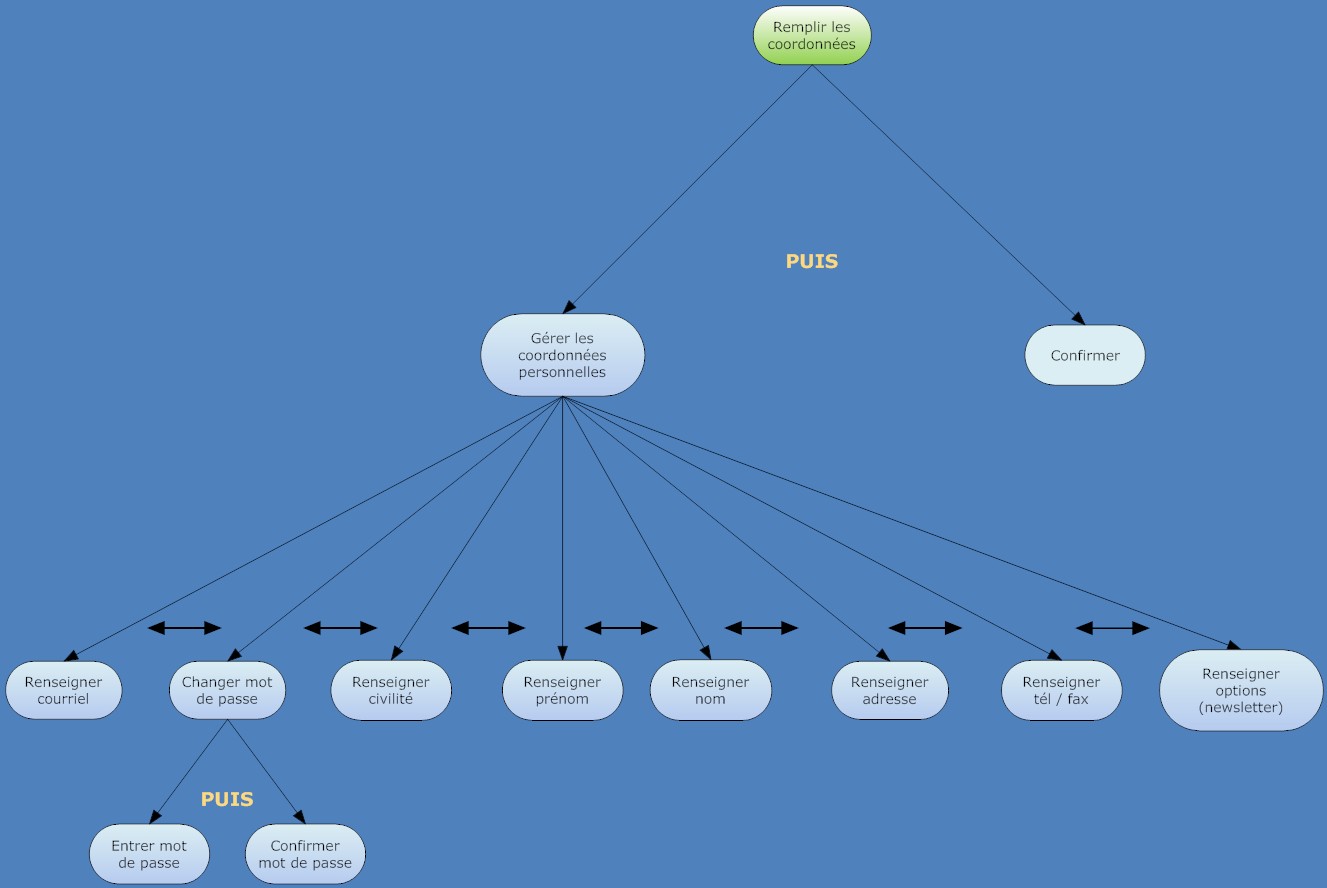 Remplir les
coordonnées
PUIS
Gérer les
coordonnées
personnelles
Confirmer
Renseigner
courriel
Changer mot
de passe
Renseigner
civilité
Renseigner
prénom
Renseigner
nom
Renseigner
adresse
Renseigner
tél / fax
Renseigner
options
(newsletter)
PUIS
Entrer mot
de passe
Confirmer
mot de passe